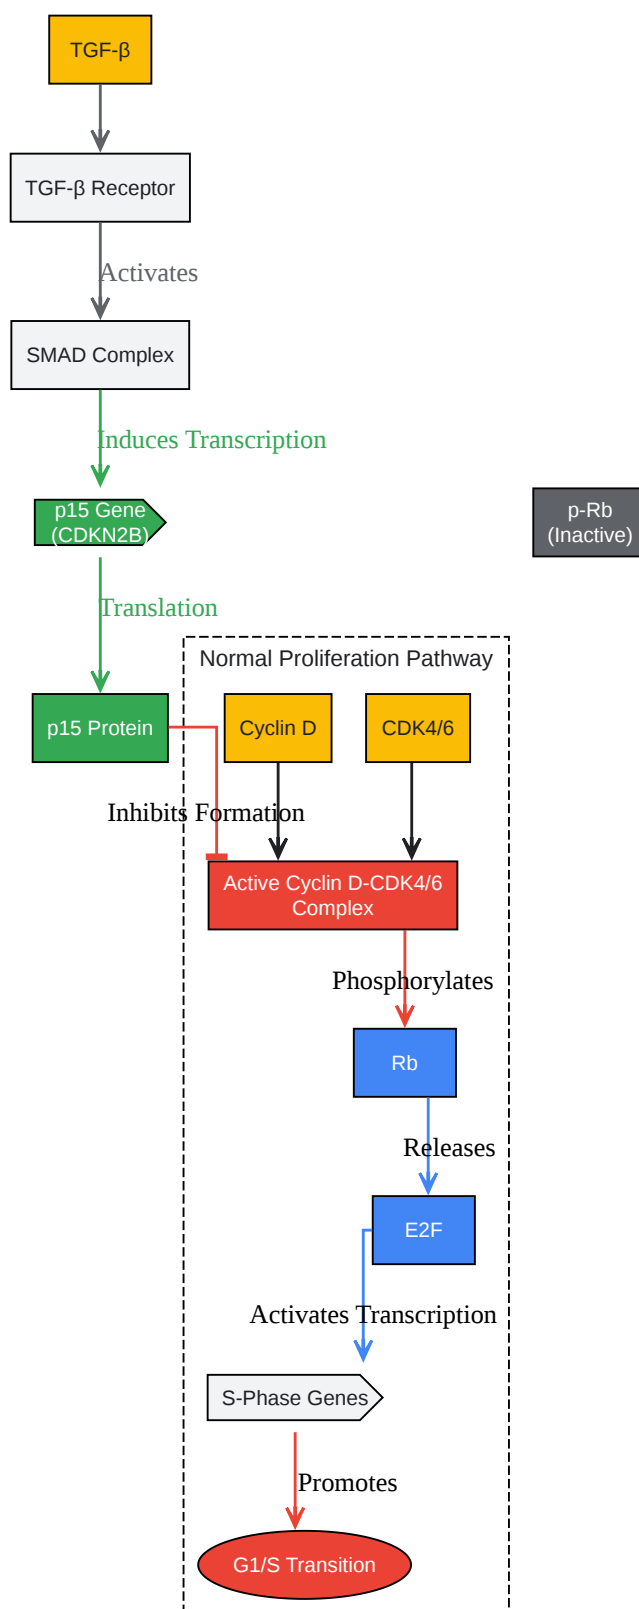 TGF-β
TGF-β Receptor
Activates
SMAD Complex
Induces Transcription
p15 Gene
(CDKN2B)
p-Rb
(Inactive)
Translation
Normal Proliferation Pathway
p15 Protein
Cyclin D
CDK4/6
Inhibits Formation
Active Cyclin D-CDK4/6
Complex
Phosphorylates
Rb
Releases
E2F
Activates Transcription
S-Phase Genes
Promotes
G1/S Transition